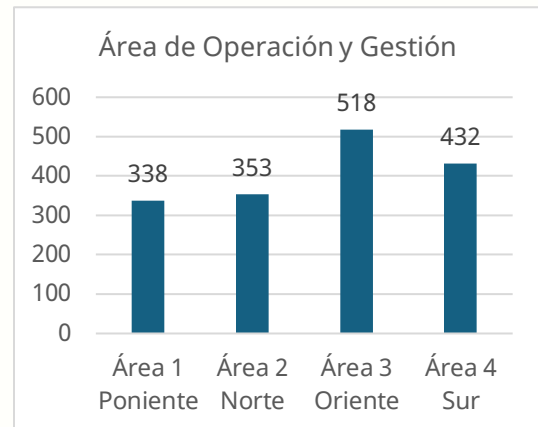 Área de Operación y Gestión
600
500
400
300
200
100
0
338
353
518
432
Área 1 Poniente
Área 2 Norte
Área 3 Oriente
Área 4 Sur